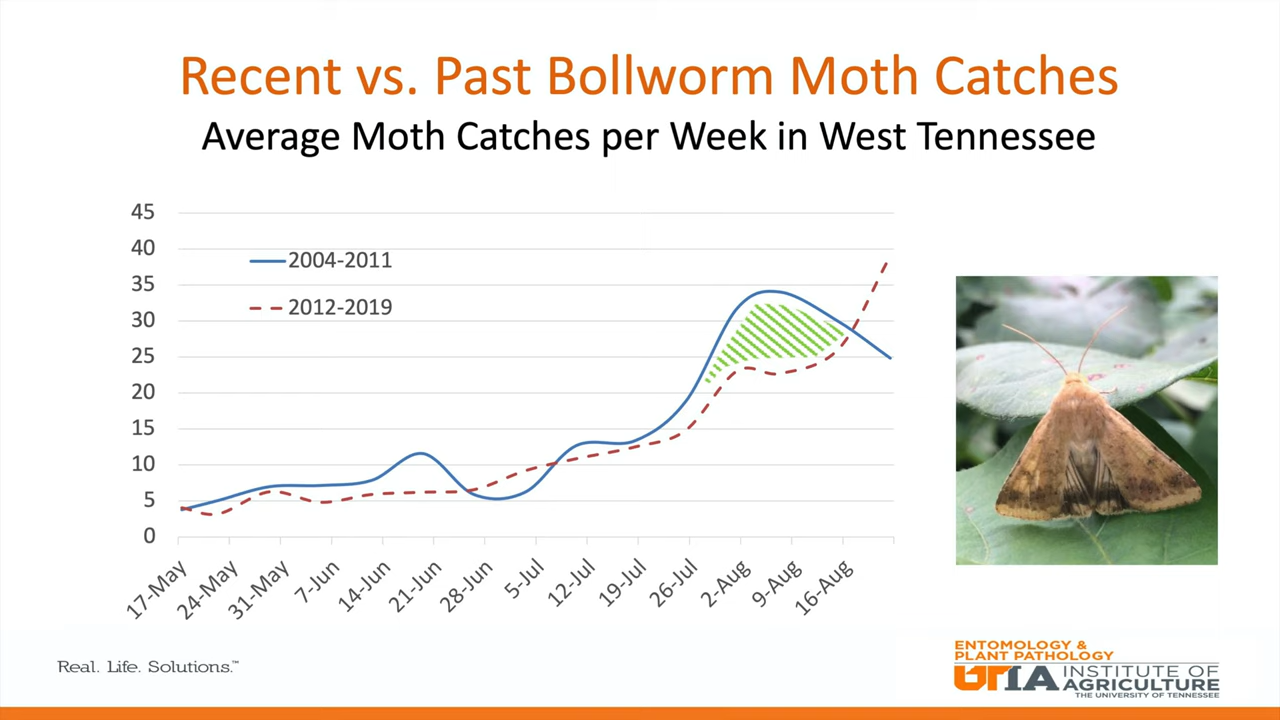 Recent vs. Past Bollworm Moth Catches
Average Moth Catches per Week in West Tennessee
45
40
35
30
25
20
15
10
5
0
2004-2011
2012-2019
17-May
24-May
31-May
7-Jun
14-Jun
21-Jun
28-Jun
5-Jul
12-Jul
19-Jul
26-Jul
2-Aug
9-Aug
16-Aug
Real. Life. Solutions.™
ENTOMOLOGY &
PLANT PATHOLOGY
UTIA INSTITUTE OF
AGRICULTURE
THE UNIVERSITY OF TENNESSEE